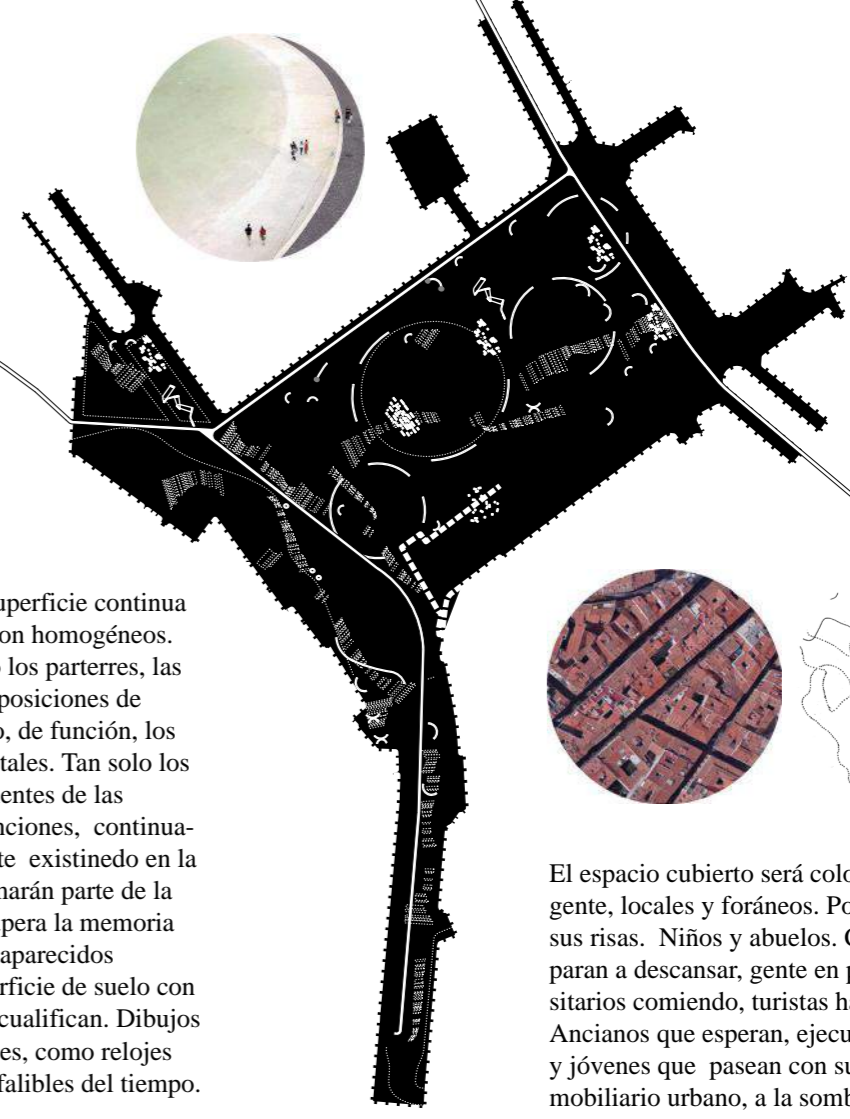 uperficie continua
on homogéneos.
o los parterres, las
posiciones de
o, de función, los
tales. Tan solo los
entes de las
nciones, continua-
te existinedo en la
narán parte de la
upera la memoria
aparecidos
rficie de suelo con
cualifican. Dibujos
es, como relojes
falibles del tiempo.
El espacio cubierto será colo
gente, locales y foráneos. Po
sus risas. Niños y abuelos. C
paran a descansar, gente en p
sitarios comiendo, turistas ha
Ancianos que esperan, ejecu
y jóvenes que pasean con su
mobiliario urbano, a la somb